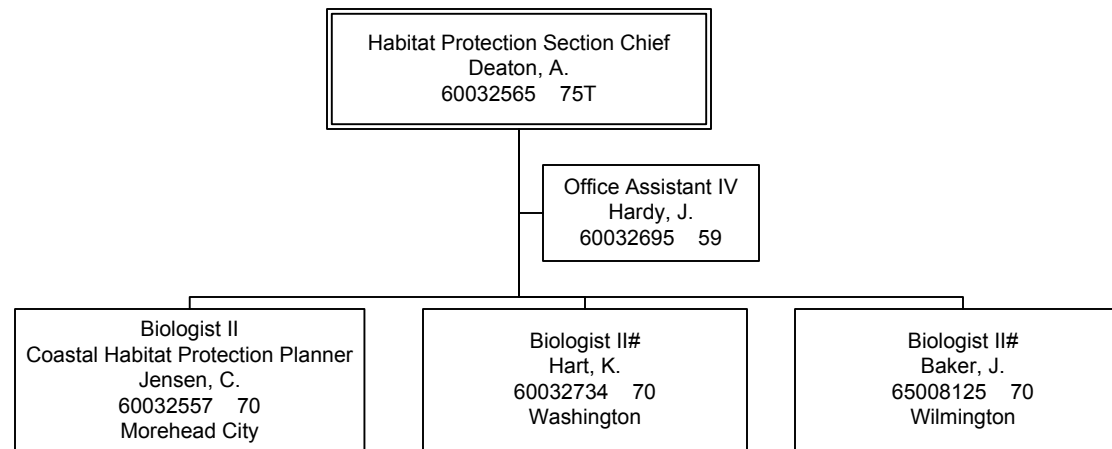 Habitat Protection Section Chief
Deaton, A.
60032565 75T
Office Assistant IV
Hardy, J.
60032695 59
Biologist II
Coastal Habitat Protection Planner
Jensen, C.
60032557 70
Morehead City
Biologist II#
Hart, K.
60032734 70
Washington
Biologist II#
Baker, J.
65008125 70
Wilmington